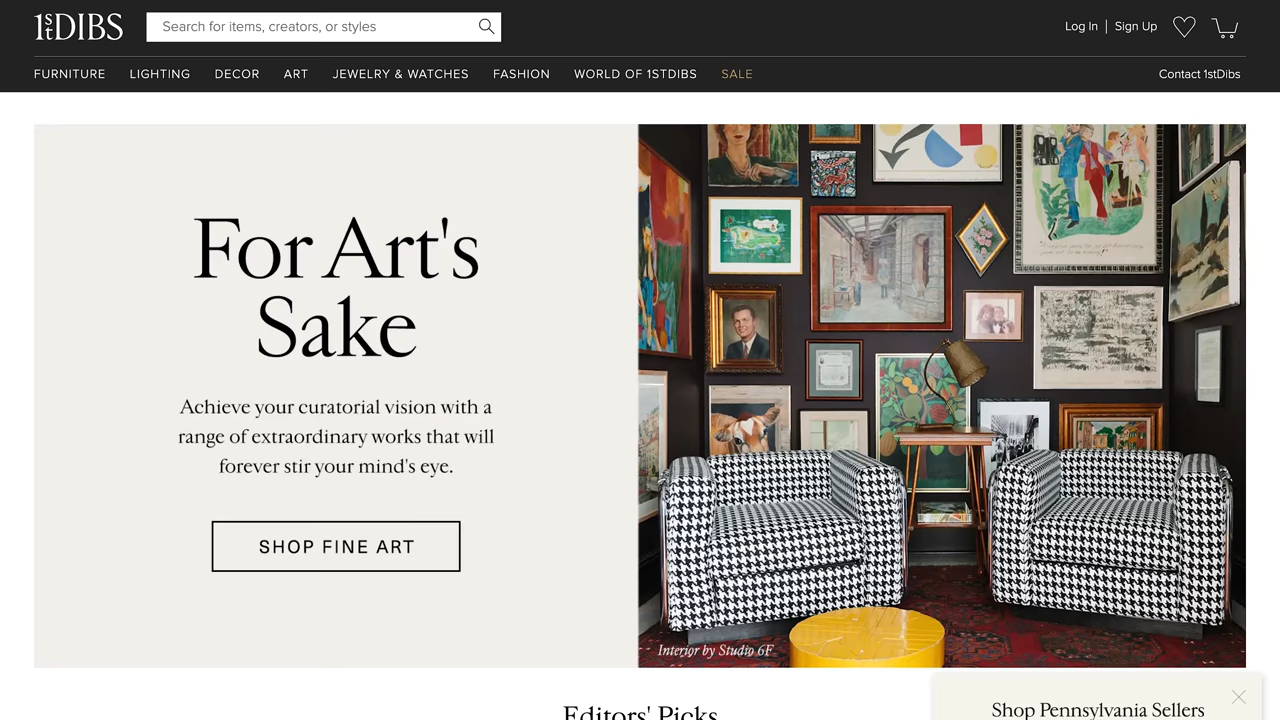 1stDIBS
Search for items, creators, or styles
Log In | Sign Up
FURNITURE LIGHTING DECOR ART JEWELRY & WATCHES FASHION WORLD OF 1STDIBS SALE Contact 1stDibs
For Art's
Sake
Achieve your curatorial vision with a
range of extraordinary works that will
forever stir your mind's eye.
SHOP FINE ART
Interior by Studio 6F
Editors' Picks
Shop Pennsylvania Sellers